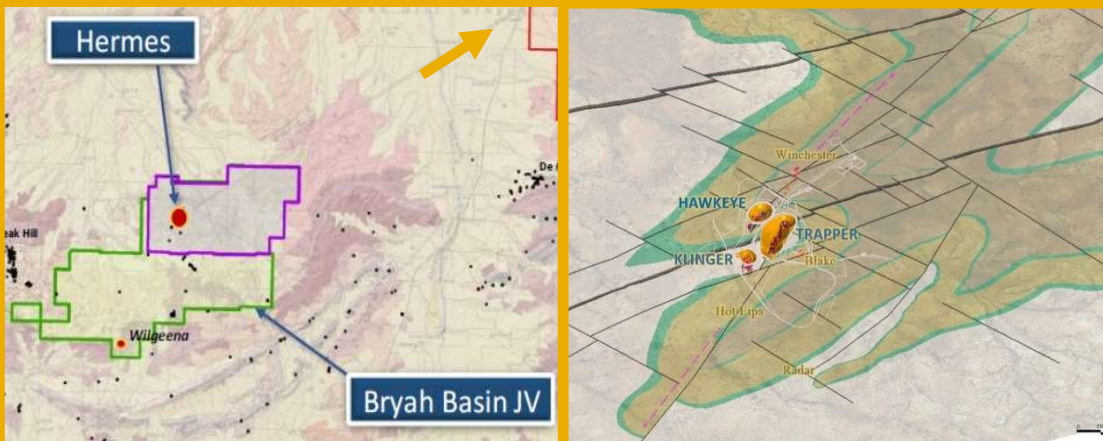 Hermes
eak Hill
De
Wilgeena
Bryah Basin JV
Winchester
HAWKEYE
TRAPPER
KLINGER
Blake
Hot Lips
Radar